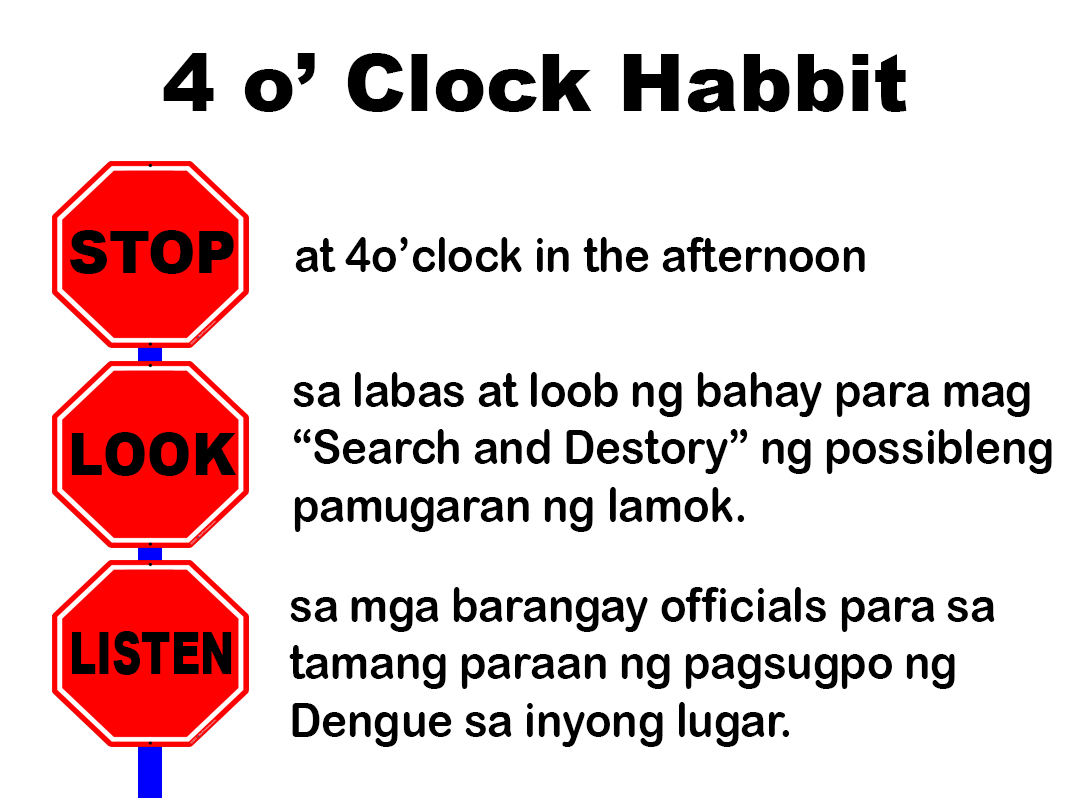 4 o’ Clock Habbit
STOP
at 4o’clock in the afternoon
LOOK
sa labas at loob ng bahay para mag
“Search and Destory” ng possibleng
pamugaran ng lamok.
LISTEN
sa mga barangay officials para sa
tamang paraan ng pagsugpo ng
Dengue sa inyong lugar.